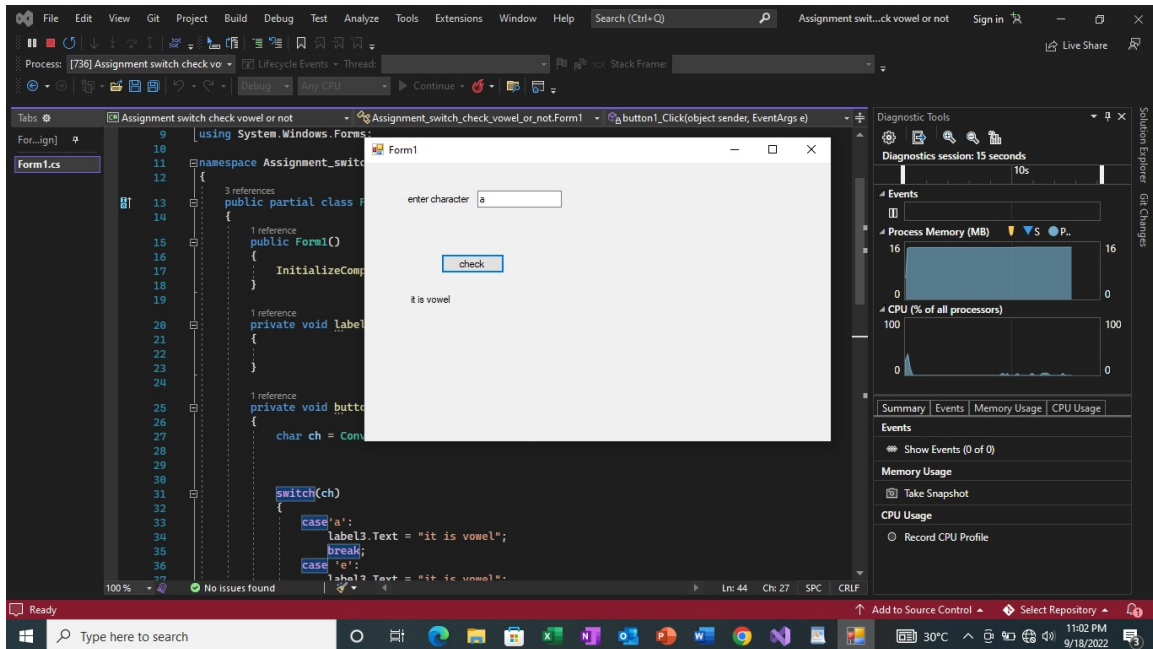 File Edit View Git Project Build Debug Test Analyze Tools Extensions Window Help Search (Ctrl+Q) Assignment swit...ck vowel or not Sign in
Live Share
Process: [736] Assignment switch check vo Lifecycle Events Thread: Stack Frame:
Debug Any CPU Continue
Tabs
For...ign]
Form1.cs
Assignment switch check vowel or not Assignment_switch_check_vowel_or_not.Form1 button1_Click(object sender, EventArgs e)
9 using System.Windows.Forms;
10
11 namespace Assignment_switc
12 {
3 references
13 public partial class F
14 {
1 reference
15 public Form1()
16 {
17 InitializeComp
18 }
19
1 reference
20 private void label
21 {
22
23 }
24
1 reference
25 private void butto
26 {
27 char ch = Conv
28
29
30
31 switch(ch)
32 {
33 case'a':
34 label3.Text = "it is vowel";
35 break;
36 case 'e':
37 label3.Text = "it is vowel";
Form1
enter character a
check
it is vowel
100 % No issues found Ln: 44 Ch: 27 SPC CRLF
Diagnostic Tools
Diagnostics session: 15 seconds
10s
Events
Process Memory (MB) S P..
16 16
0 0
CPU (% of all processors)
100 100
0 0
Summary Events Memory Usage CPU Usage
Events
Show Events (0 of 0)
Memory Usage
Take Snapshot
CPU Usage
Record CPU Profile
Solution Explorer
Git Changes
Ready Add to Source Control Select Repository
Type here to search 30°C 11:02 PM
9/18/2022